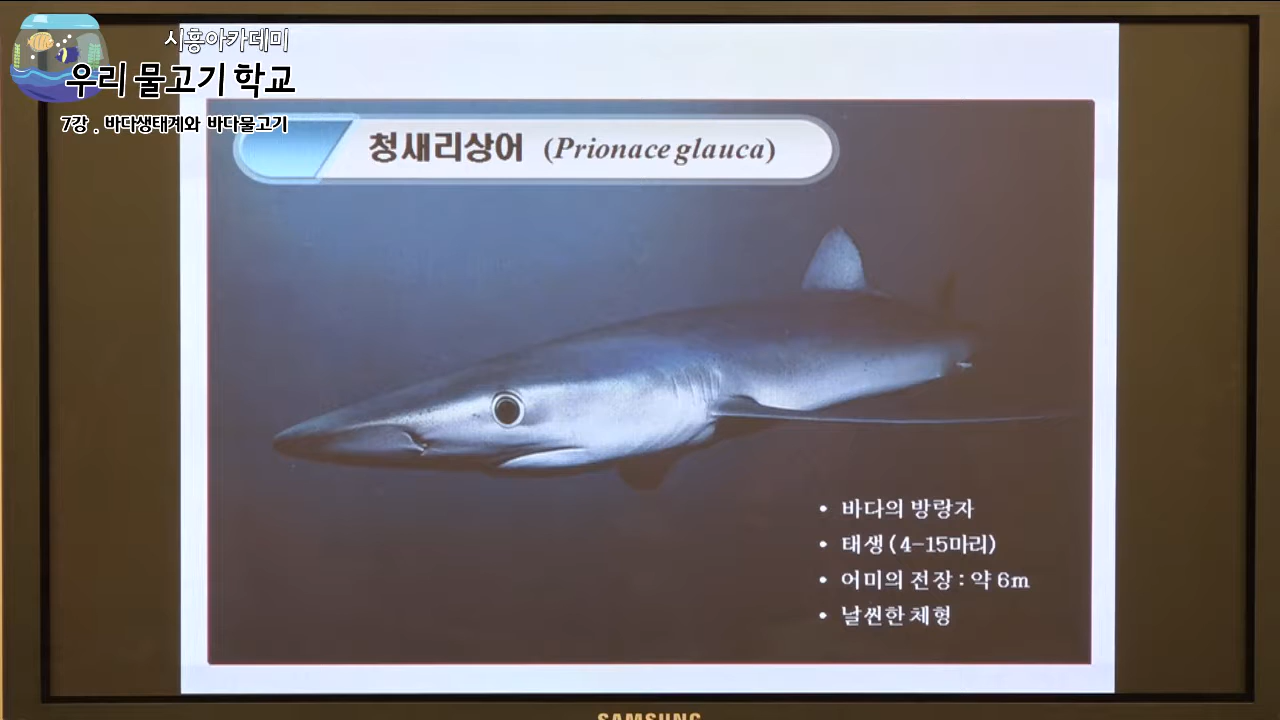 시흥아카데미
우리 물고기 학교
7강 . 바다생태계와 바다물고기
청새리상어 (Prionace glauca)
• 바다의 방랑자
• 태생 (4-15마리)
• 어미의 전장 : 약 6m
• 날씬한 체형
SAMSUNG